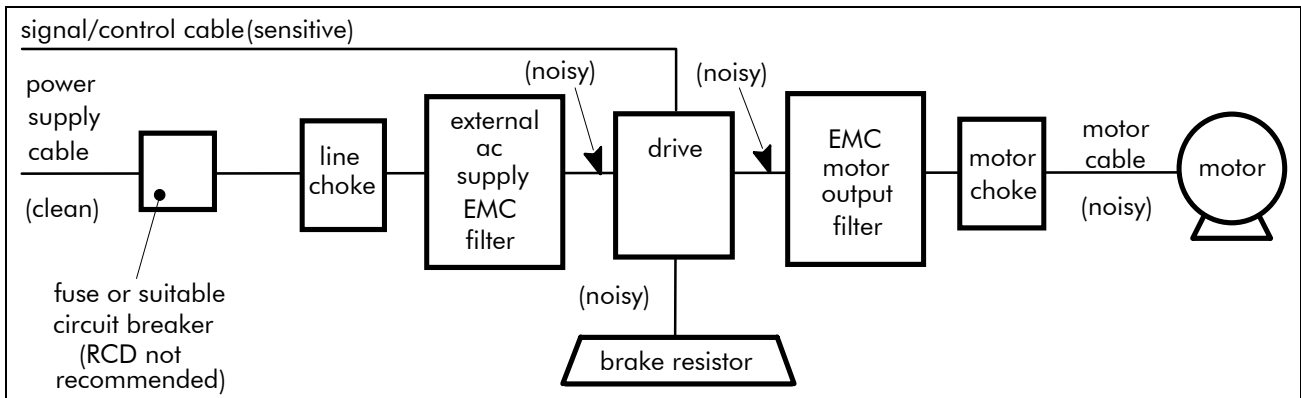 signal/control cable(sensitive)
power
supply
cable
(clean)
fuse or suitable
circuit breaker
(RCD not
recommended)
line
choke
external
ac
supply
EMC
filter
(noisy)
drive
(noisy)
(noisy)
brake resistor
EMC
motor
output
filter
motor
choke
motor
cable
(noisy)
motor